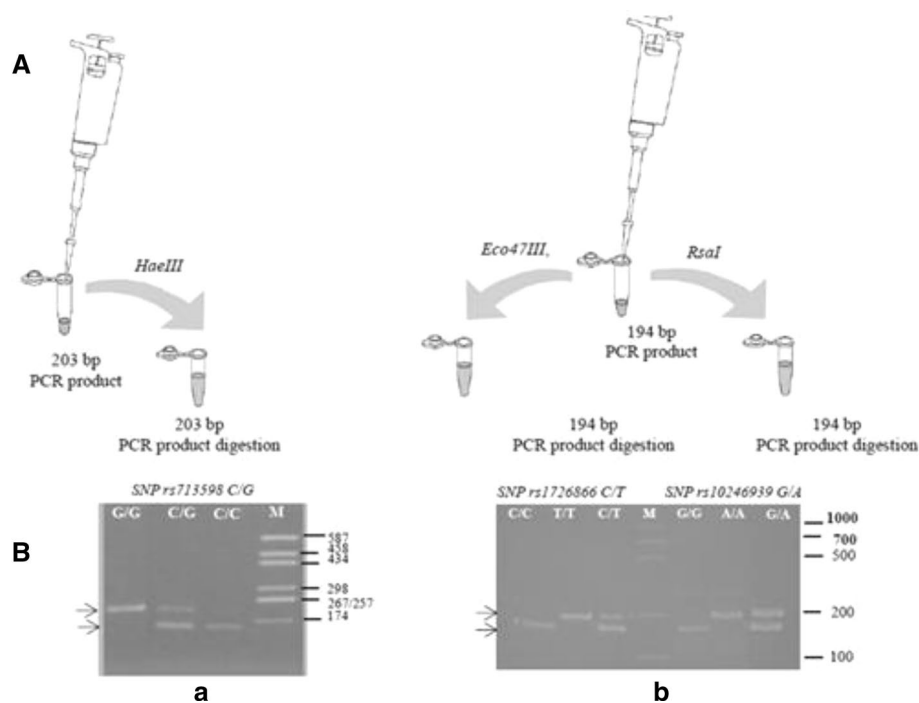 A
HaeIII
203 bp
PCR product
203 bp
PCR product digestion
Eco47III,
RsaI
194 bp
PCR product
194 bp
PCR product digestion
194 bp
PCR product digestion
B
SNP rs713598 C/G
G/G C/G C/C M
587
458
434
298
267/257
174
a
SNP rs1726866 C/T
SNP rs10246939 G/A
C/C T/T C/T M G/G A/A G/A
1000
700
500
200
100
b